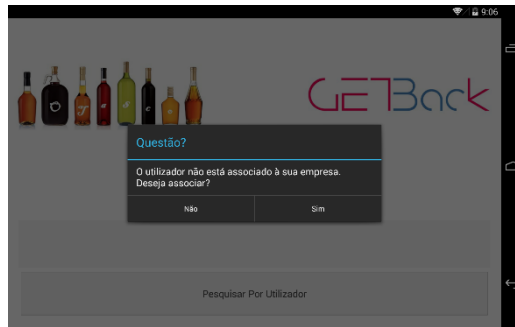 9:06
GETBack
Questão?
O utilizador não está associado à sua empresa.
Deseja associar?
Não
Sim
Pesquisar Por Utilizador